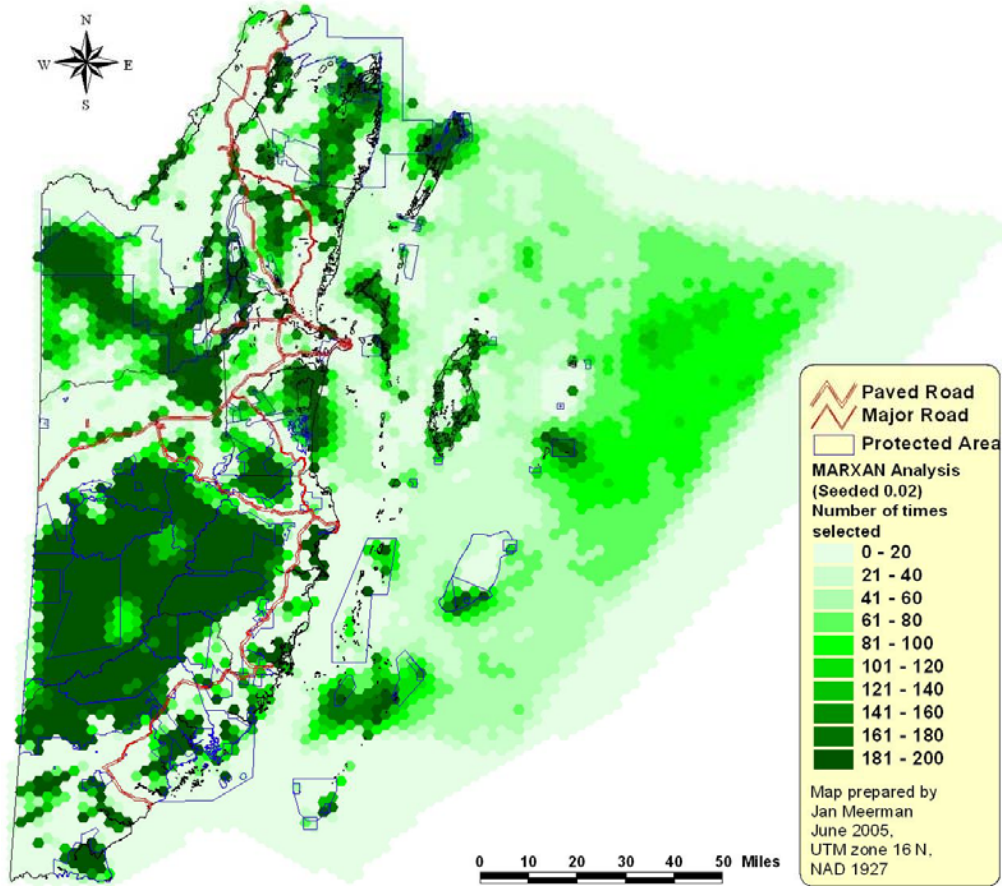 N
W E
S
Paved Road
Major Road
Protected Area
MARXAN Analysis
(Seeded 0.02)
Number of times
selected
0 - 20
21 - 40
41 - 60
61 - 80
81 - 100
101 - 120
121 - 140
141 - 160
161 - 180
181 - 200
Map prepared by
Jan Meerman
June 2005,
UTM zone 16 N,
NAD 1927
0 10 20 30 40 50 Miles